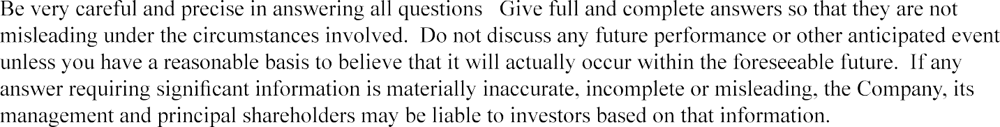 Be very careful and precise in answering all questions   Give full and complete answers so that they are not
misleading under the circumstances involved.  Do not discuss any future performance or other anticipated event
unless you have a reasonable basis to believe that it will actually occur within the foreseeable future.  If any
answer requiring significant information is materially inaccurate, incomplete or misleading, the Company, its
management and principal shareholders may be liable to investors based on that information.